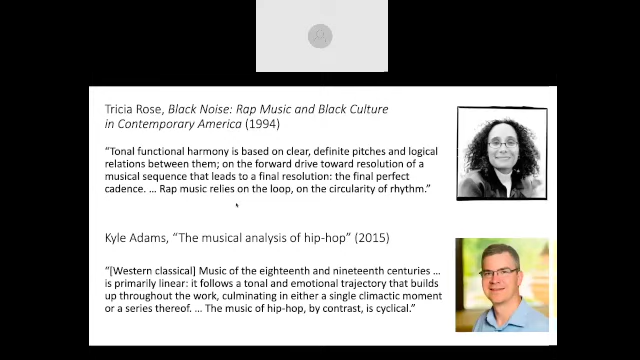 Tricia Rose, Black Noise: Rap Music and Black Culture
in Contemporary America (1994)
“Tonal functional harmony is based on clear, definite pitches and logical
relations between them; on the forward drive toward resolution of a
musical sequence that leads to a final resolution: the final perfect
cadence. … Rap music relies on the loop, on the circularity of rhythm.”
Kyle Adams, “The musical analysis of hip-hop” (2015)
“[Western classical] Music of the eighteenth and nineteenth centuries …
is primarily linear: it follows a tonal and emotional trajectory that builds
up throughout the work, culminating in either a single climactic moment
or a series thereof. … The music of hip-hop, by contrast, is cyclical.”